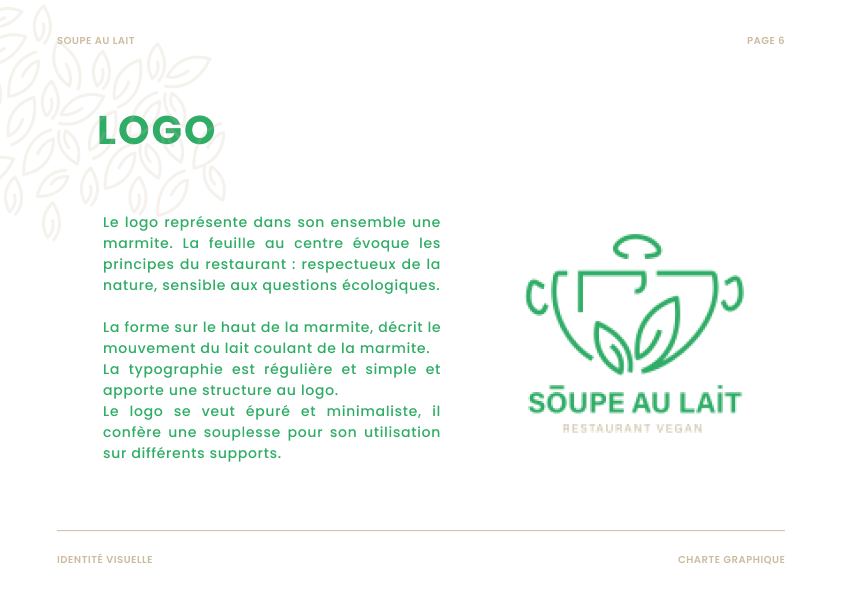 SOUPE AU LAIT
PAGE 6
LOGO
Le logo représente dans son ensemble une
marmite. La feuille au centre évoque les
principes du restaurant : respectueux de la
nature, sensible aux questions écologiques.
La forme sur le haut de la marmite, décrit le
mouvement du lait coulant de la marmite.
La typographie est régulière et simple et
apporte une structure au logo.
Le logo se veut épuré et minimaliste, il
confère une souplesse pour son utilisation
sur différents supports.
SŌUPE AU LAiT
RESTAURANT VEGAN
IDENTITÉ VISUELLE
CHARTE GRAPHIQUE